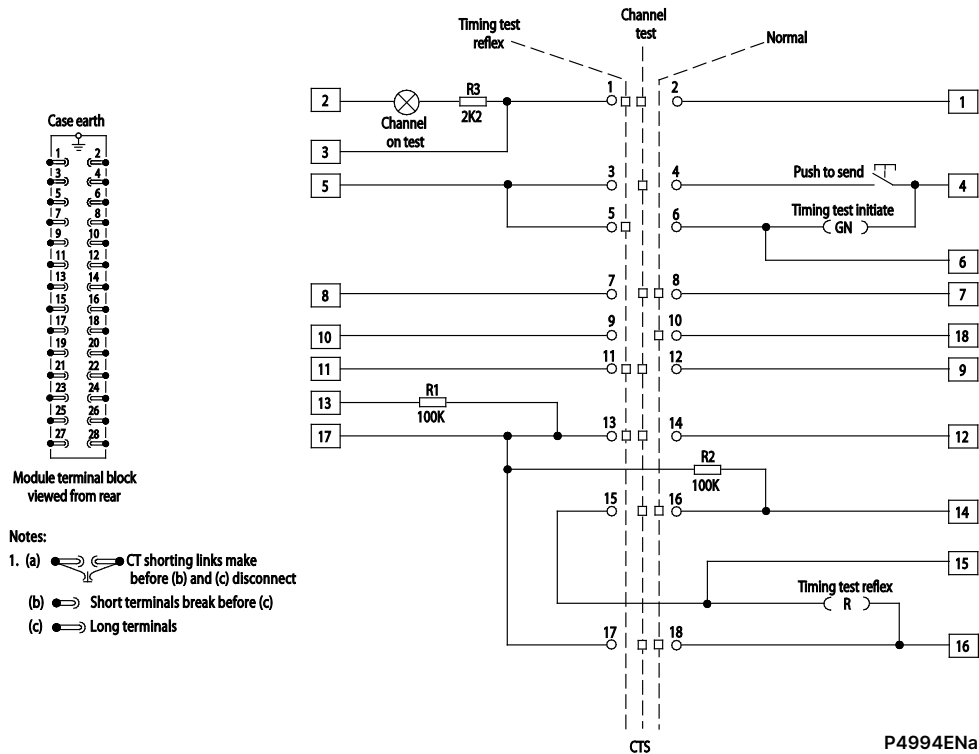 Timing test
reflex
Channel
test
Normal
Case earth
1 2
3 4
5 6
7 8
9 10
11 12
13 14
15 16
17 18
19 20
21 22
23 24
25 26
27 28
Module terminal block
viewed from rear
Notes:
1. (a) CT shorting links make
before (b) and (c) disconnect
(b) Short terminals break before (c)
(c) Long terminals
2 R3 1 2 1
2K2
Channel
on test
3
5 3 4 Push to send 4
5 6 Timing test initiate
GN
6
8 7 8 7
10 9 10 18
11 11 12 9
13 R1
100K
17 13 14 12
R2
100K
15 16 14
15
Timing test reflex
R
17 18 16
CTS
P4994ENa